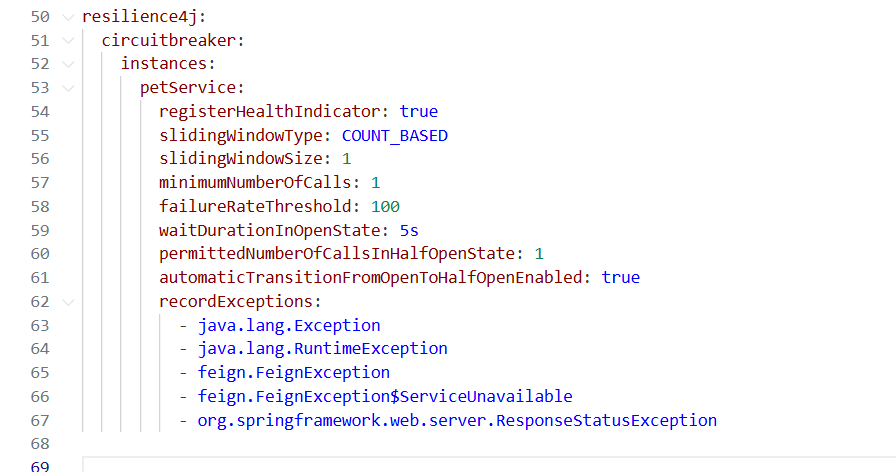 50 resilience4j:
51   circuitbreaker:
52     instances:
53       petService:
54         registerHealthIndicator: true
55         slidingWindowType: COUNT_BASED
56         slidingWindowSize: 1
57         minimumNumberOfCalls: 1
58         failureRateThreshold: 100
59         waitDurationInOpenState: 5s
60         permittedNumberOfCallsInHalfOpenState: 1
61         automaticTransitionFromOpenToHalfOpenEnabled: true
62         recordExceptions:
63           - java.lang.Exception
64           - java.lang.RuntimeException
65           - feign.FeignException
66           - feign.FeignException$ServiceUnavailable
67           - org.springframework.web.server.ResponseStatusException
68
69